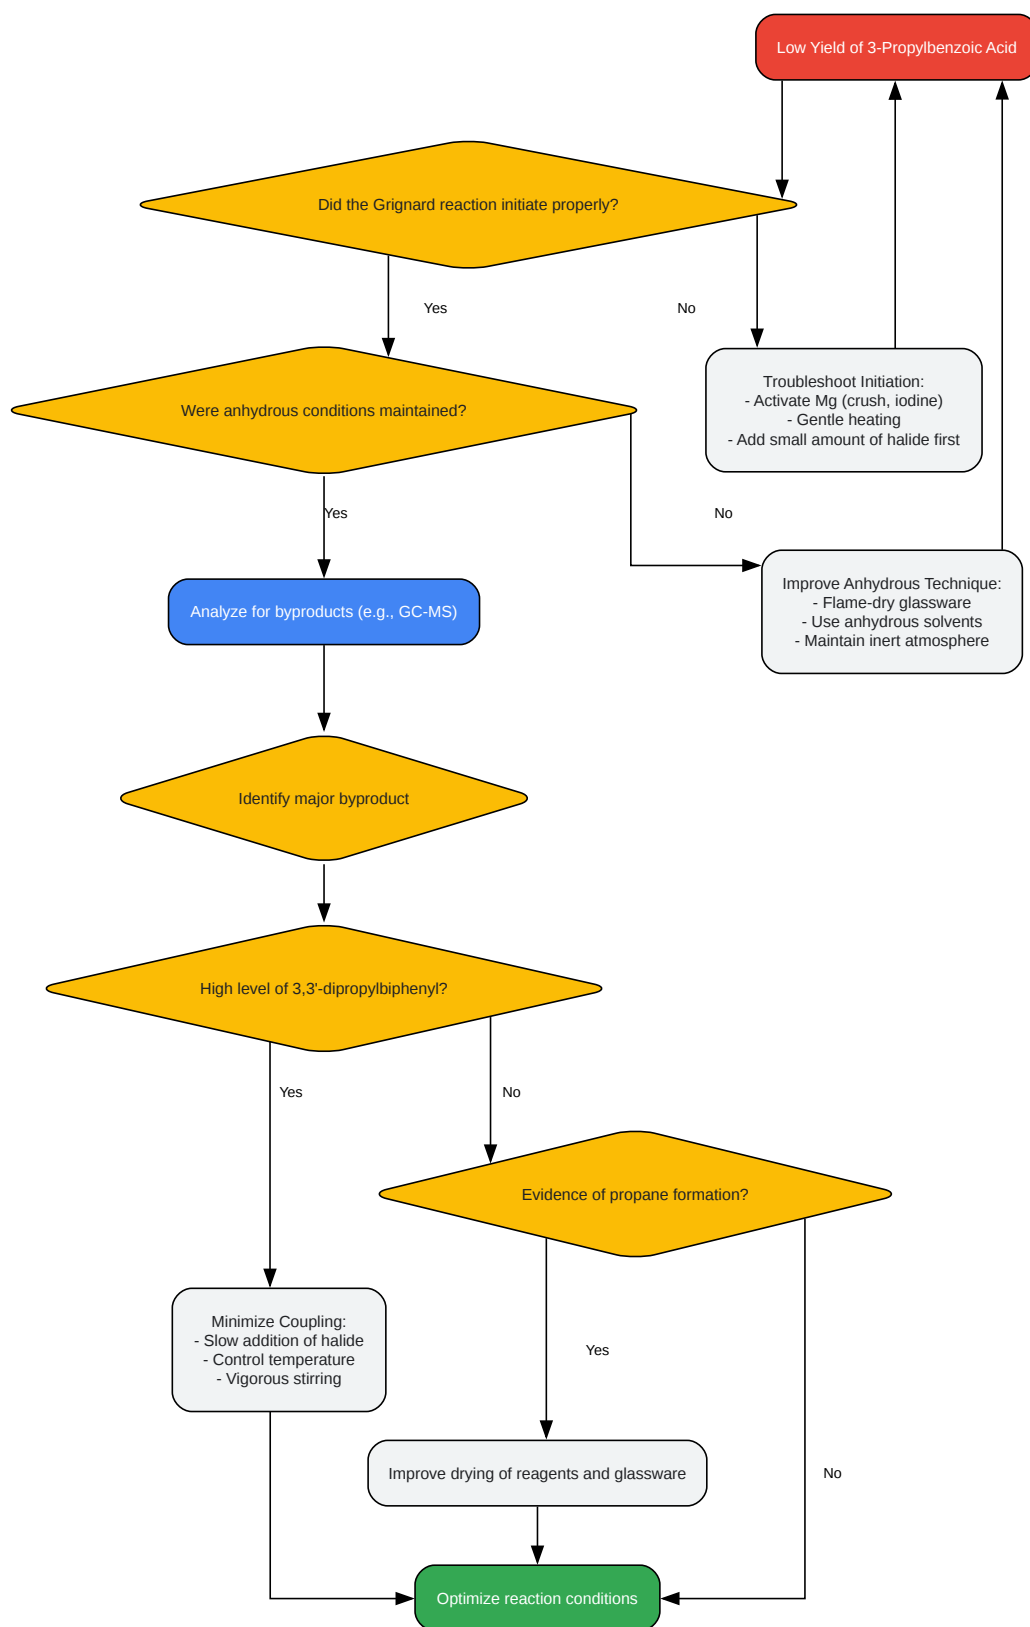 Low Yield of 3-Propylbenzoic Acid
Did the Grignard reaction initiate properly?
Yes
No
Troubleshoot Initiation:
- Activate Mg (crush, iodine)
- Gentle heating
- Add small amount of halide first
Were anhydrous conditions maintained?
Yes
No
Improve Anhydrous Technique:
- Flame-dry glassware
- Use anhydrous solvents
- Maintain inert atmosphere
Analyze for byproducts (e.g., GC-MS)
Identify major byproduct
High level of 3,3'-dipropylbiphenyl?
Yes
No
Evidence of propane formation?
Minimize Coupling:
- Slow addition of halide
- Control temperature
- Vigorous stirring
Yes
No
Improve drying of reagents and glassware
Optimize reaction conditions